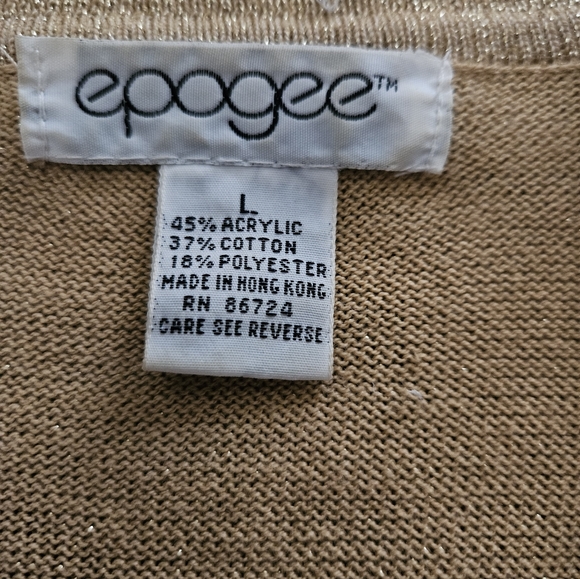 epogee™
L
45% ACRYLIC
37% COTTON
18% POLYESTER
MADE IN HONG KONG
RN 86724
CARE SEE REVERSE